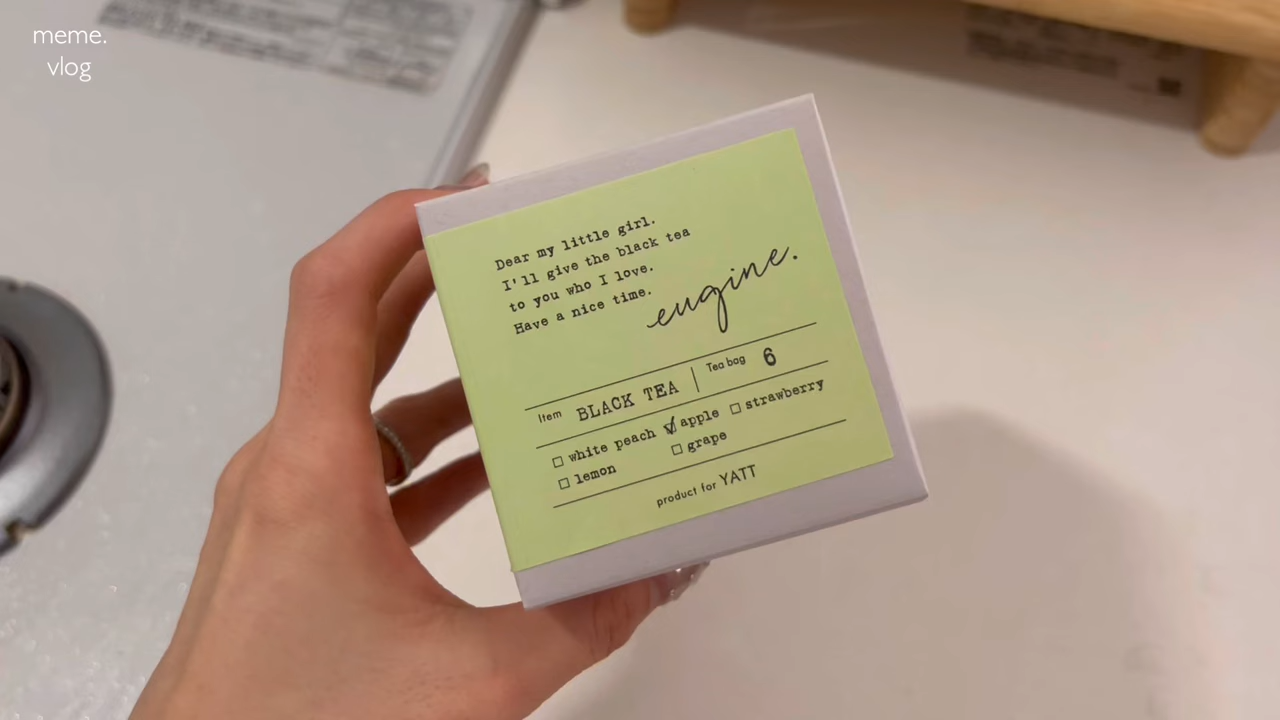 meme.
vlog
Dear my little girl.
I'll give the black tea
to you who I love.
Have a nice time.
eugine.
Item BLACK TEA Tea bag 6
white peach apple strawberry
lemon grape
product for YATT